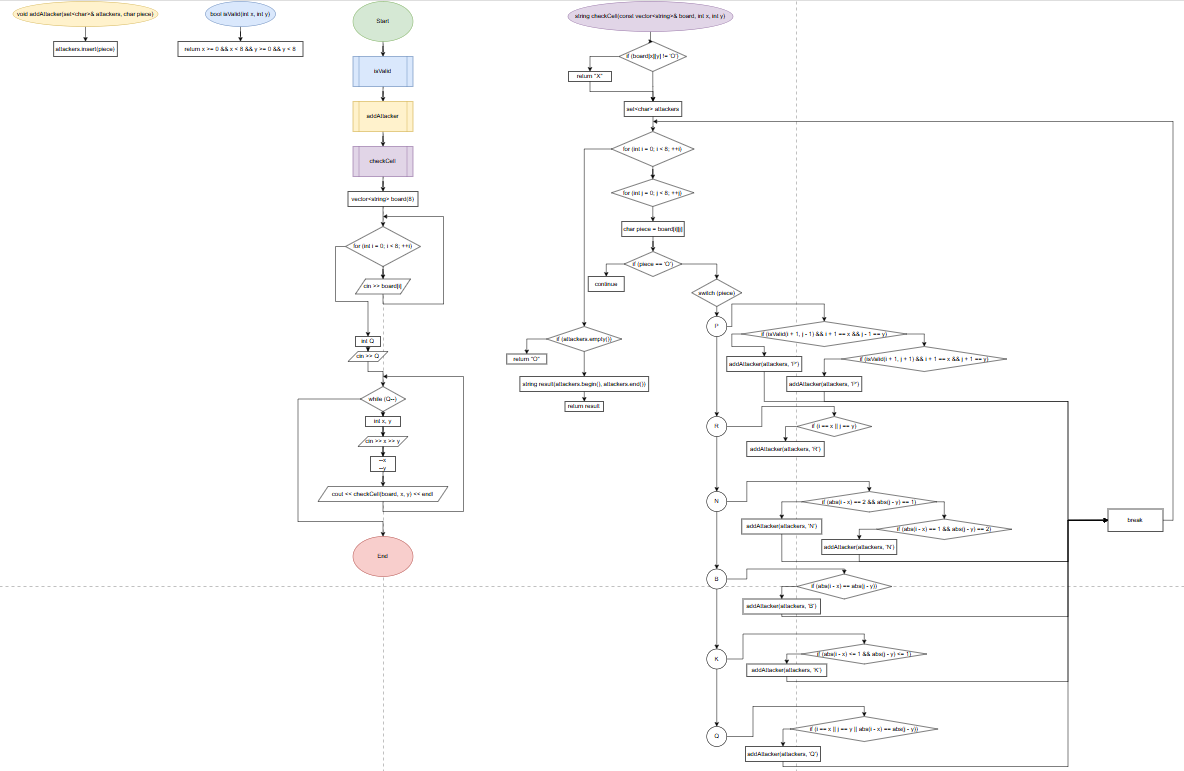 void addAttacker(set<char>& attackers, char piece)
attackers.insert(piece)
bool isValid(int x, int y)
return x >= 0 && x < 8 && y >= 0 && y < 8
Start
isValid
addAttacker
checkCell
vector<string> board(8)
for (int i = 0; i < 8; ++i)
cin >> board[i]
int Q
cin >> Q
while (Q--)
int x, y
cin >> x >> y
--x
--y
cout << checkCell(board, x, y) << endl
End
string checkCell(const vector<string>& board, int x, int y)
if (board[x][y] != 'O')
return "X"
set<char> attackers
for (int i = 0; i < 8; ++i)
for (int j = 0; j < 8; ++j)
char piece = board[i][j]
if (piece == 'O')
continue
switch (piece)
if (attackers.empty())
return "O"
string result(attackers.begin(), attackers.end())
return result
P
if (isValid(i + 1, j - 1) && i + 1 == x && j - 1 == y)
addAttacker(attackers, 'P')
if (isValid(i + 1, j + 1) && i + 1 == x && j + 1 == y)
addAttacker(attackers, 'P')
R
if (i == x || j == y)
addAttacker(attackers, 'R')
N
if (abs(i - x) == 2 && abs(j - y) == 1)
addAttacker(attackers, 'N')
if (abs(i - x) == 1 && abs(j - y) == 2)
addAttacker(attackers, 'N')
break
B
if (abs(i - x) == abs(j - y))
addAttacker(attackers, 'B')
K
if (abs(i - x) <= 1 && abs(j - y) <= 1)
addAttacker(attackers, 'K')
Q
if (i == x || j == y || abs(i - x) == abs(j - y))
addAttacker(attackers, 'Q')